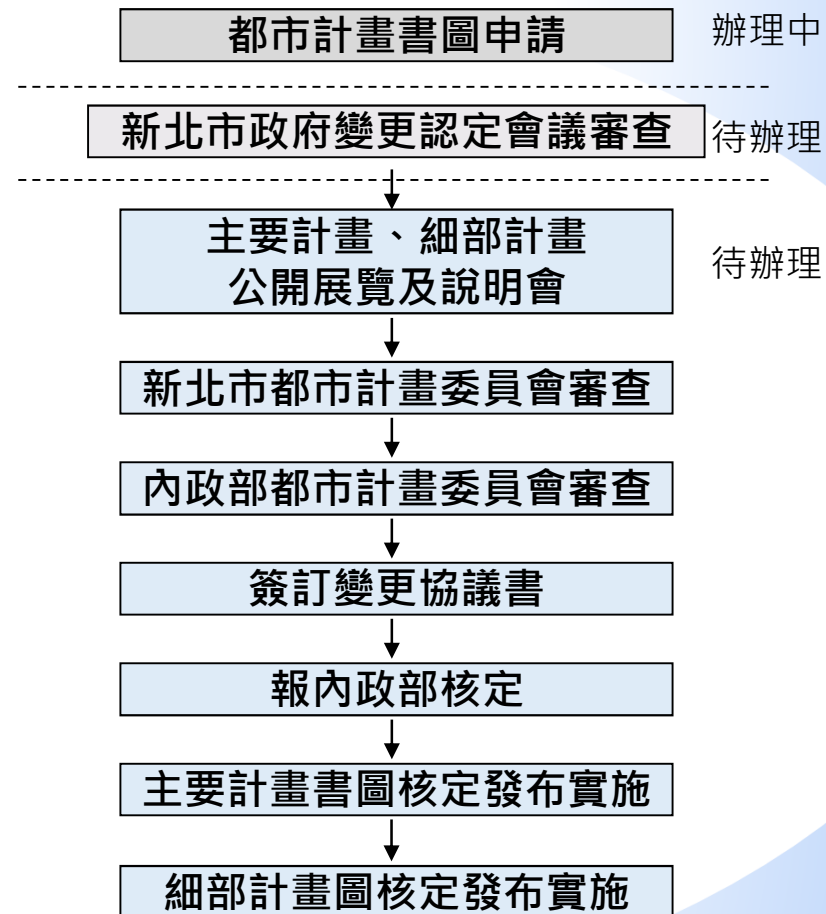 都市計畫書圖申請 辦理中
新北市政府變更認定會議審查 待辦理
主要計畫、細部計畫
公開展覽及說明會
待辦理
新北市都市計畫委員會審查
內政部都市計畫委員會審查
簽訂變更協議書
報內政部核定
主要計畫書圖核定發布實施
細部計畫圖核定發布實施